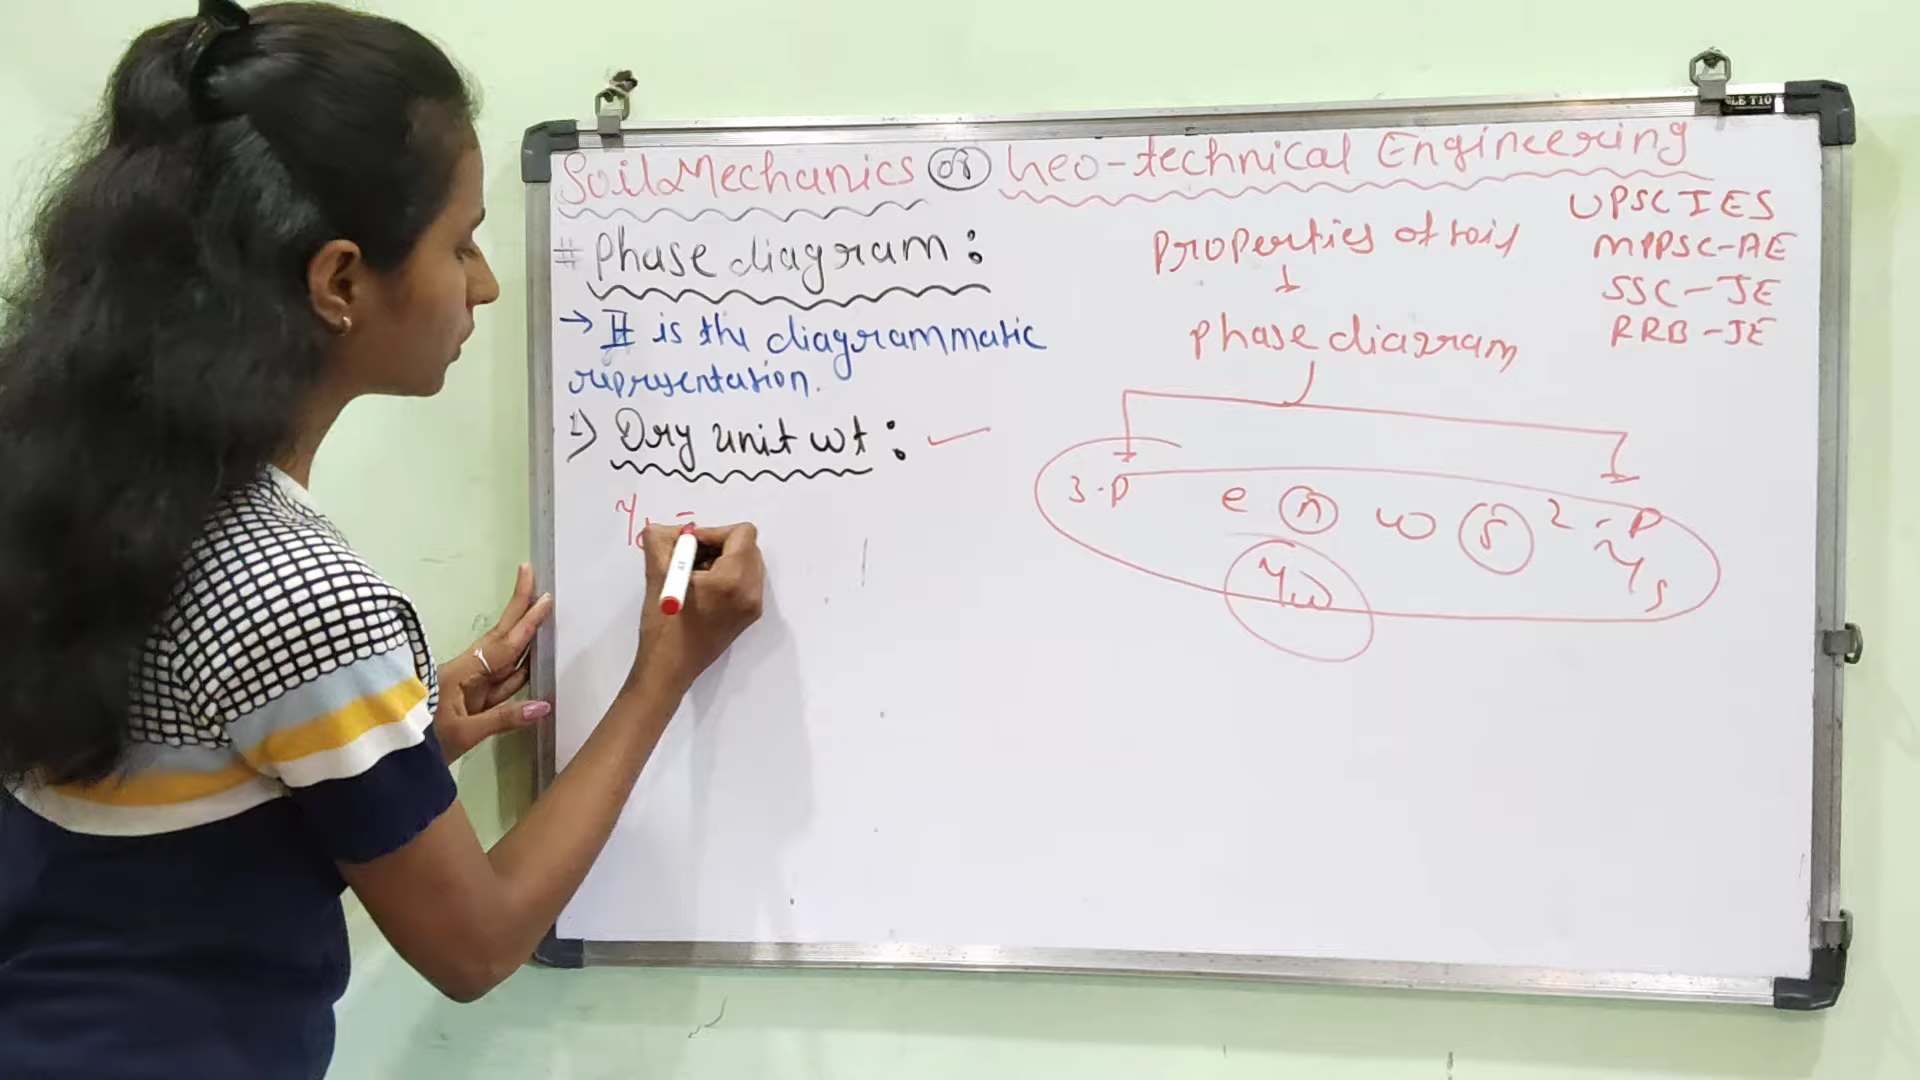 Soil Mechanics or Geo-technical Engineering
# Phase diagram :
→ It is the diagrammatic
representation.
1) Dry unit wt :
γd =
Properties of soil
↓
phase diagram
3-P
2-P
e n w S
γw
γs
UPSC IES
MPPSC-AE
SSC-JE
RRB-JE